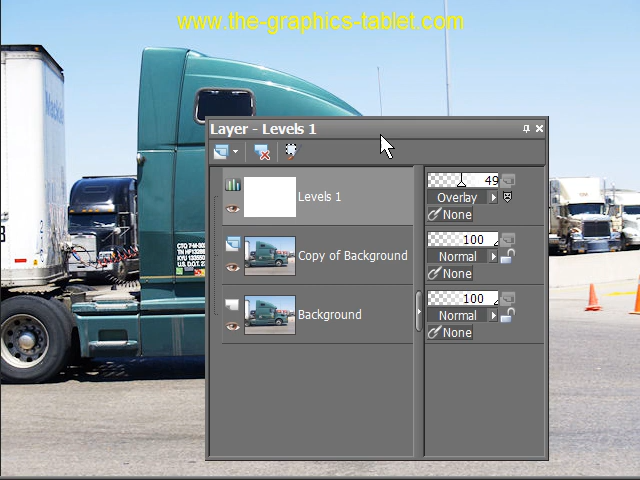 www.the-graphics-tablet.com
Layer - Levels 1
Levels 1
49
Overlay
None
Copy of Background
100
Normal
None
Background
100
Normal
None